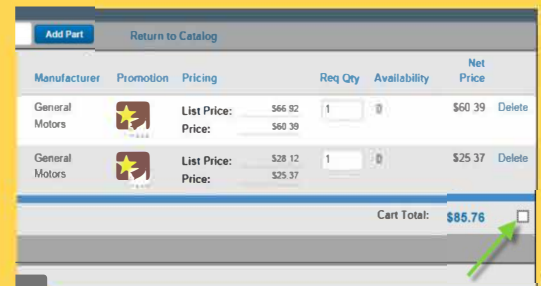 Add Part Return to Catalog
Manufacturer Promotion Pricing Req Qty Availability Net Price
General Motors List Price: $66 92 1 0 $60 39 Delete
Price: $60 39
General Motors List Price: $28 12 1 0 $25 37 Delete
Price: $25 37
Cart Total: $85.76